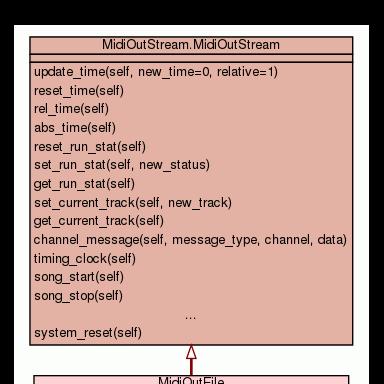 MidiOutStream.MidiOutStream
update_time(self, new_time=0, relative=1)
reset_time(self)
rel_time(self)
abs_time(self)
reset_run_stat(self)
set_run_stat(self, new_status)
get_run_stat(self)
set_current_track(self, new_track)
get_current_track(self)
channel_message(self, message_type, channel, data)
timing_clock(self)
song_start(self)
song_stop(self)
...
system_reset(self)
MidiOutFile